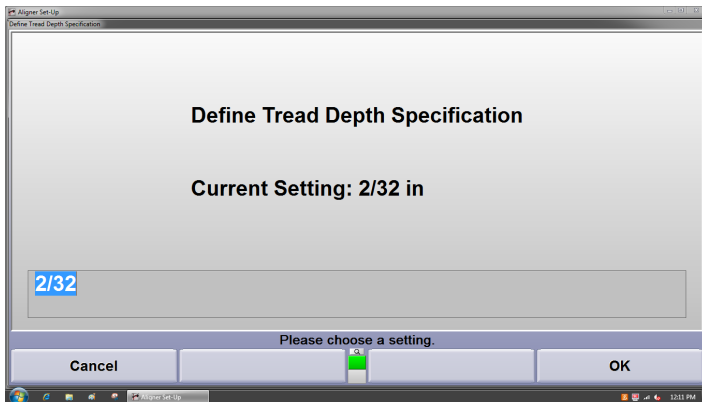 Aligner Set-Up
Define Tread Depth Specification
Define Tread Depth Specification
Current Setting: 2/32 in
2/32
Please choose a setting.
Cancel
OK
Aligner Set-Up
12:11 PM